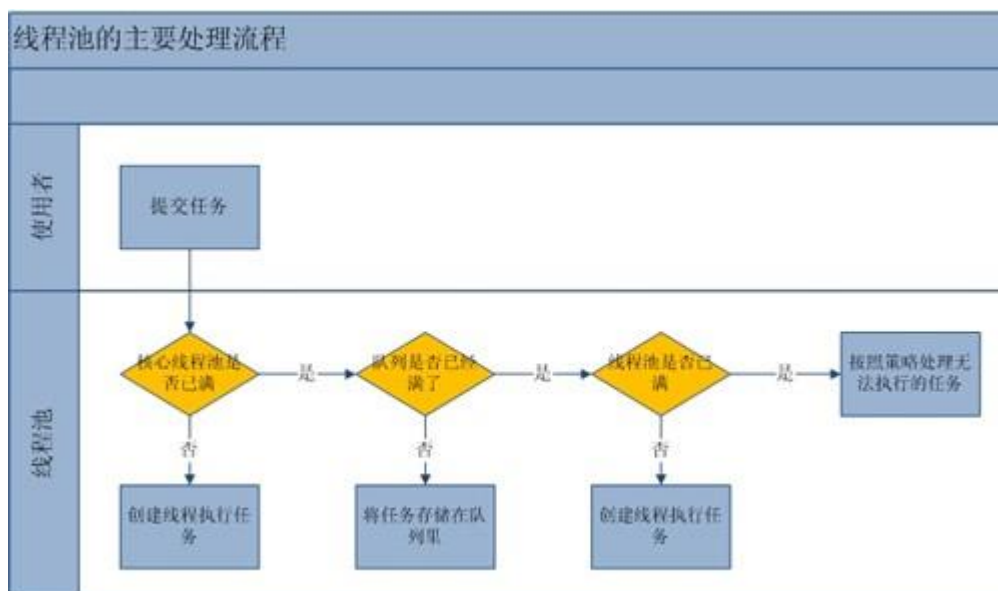 线程池的主要处理流程
使用者
提交任务
线程池
核心线程池是
否已满
是
队列是否已经
满了
是
线程池是否已
满
是
按照策略处理无
法执行的任务
否
否
否
创建线程执行任
务
将任务存储在队
列里
创建线程执行任
务